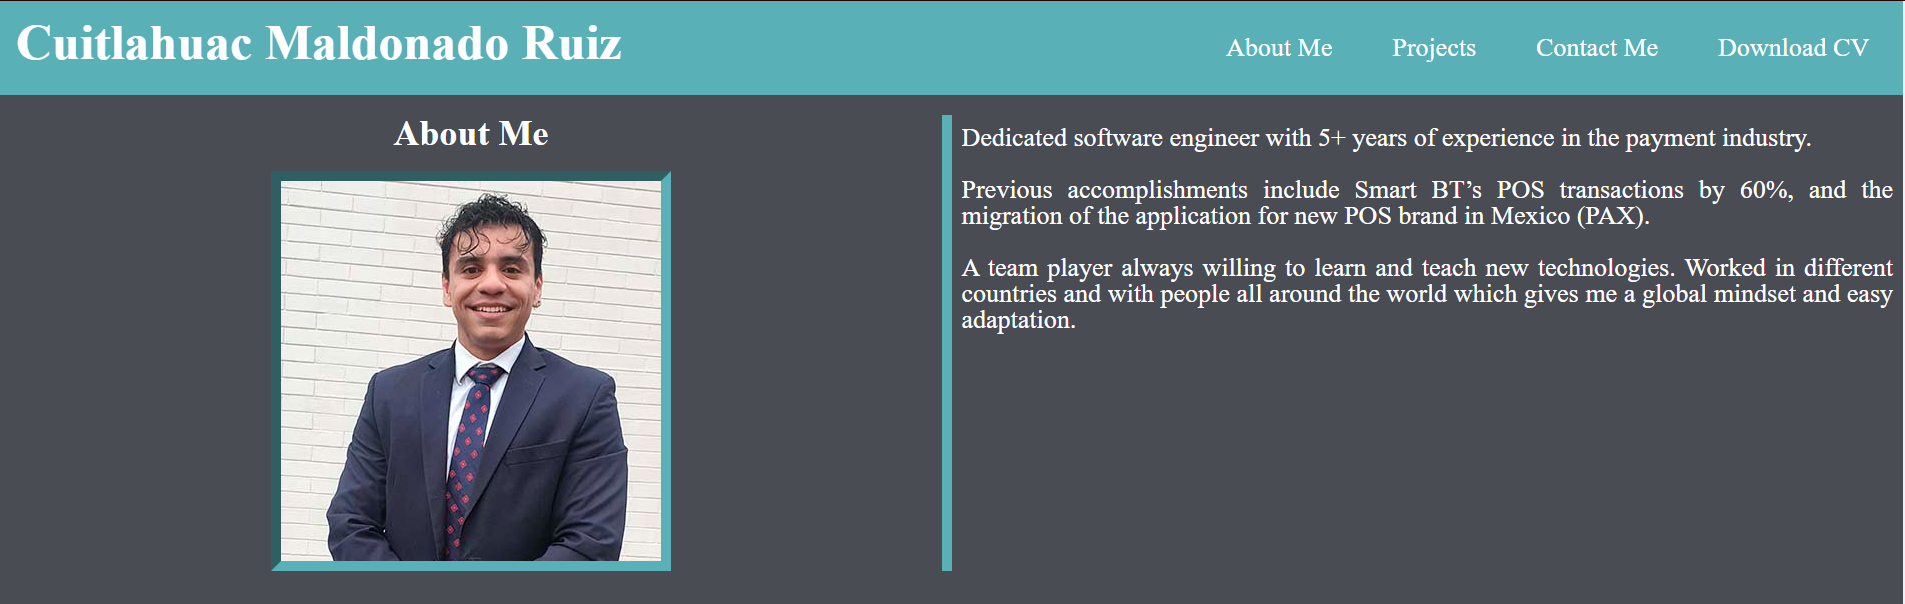 Cuitlahuac Maldonado Ruiz
About Me
Projects
Contact Me
Download CV
About Me
Dedicated software engineer with 5+ years of experience in the payment industry.
Previous accomplishments include Smart BT’s POS transactions by 60%, and the
migration of the application for new POS brand in Mexico (PAX).
A team player always willing to learn and teach new technologies. Worked in different
countries and with people all around the world which gives me a global mindset and easy
adaptation.